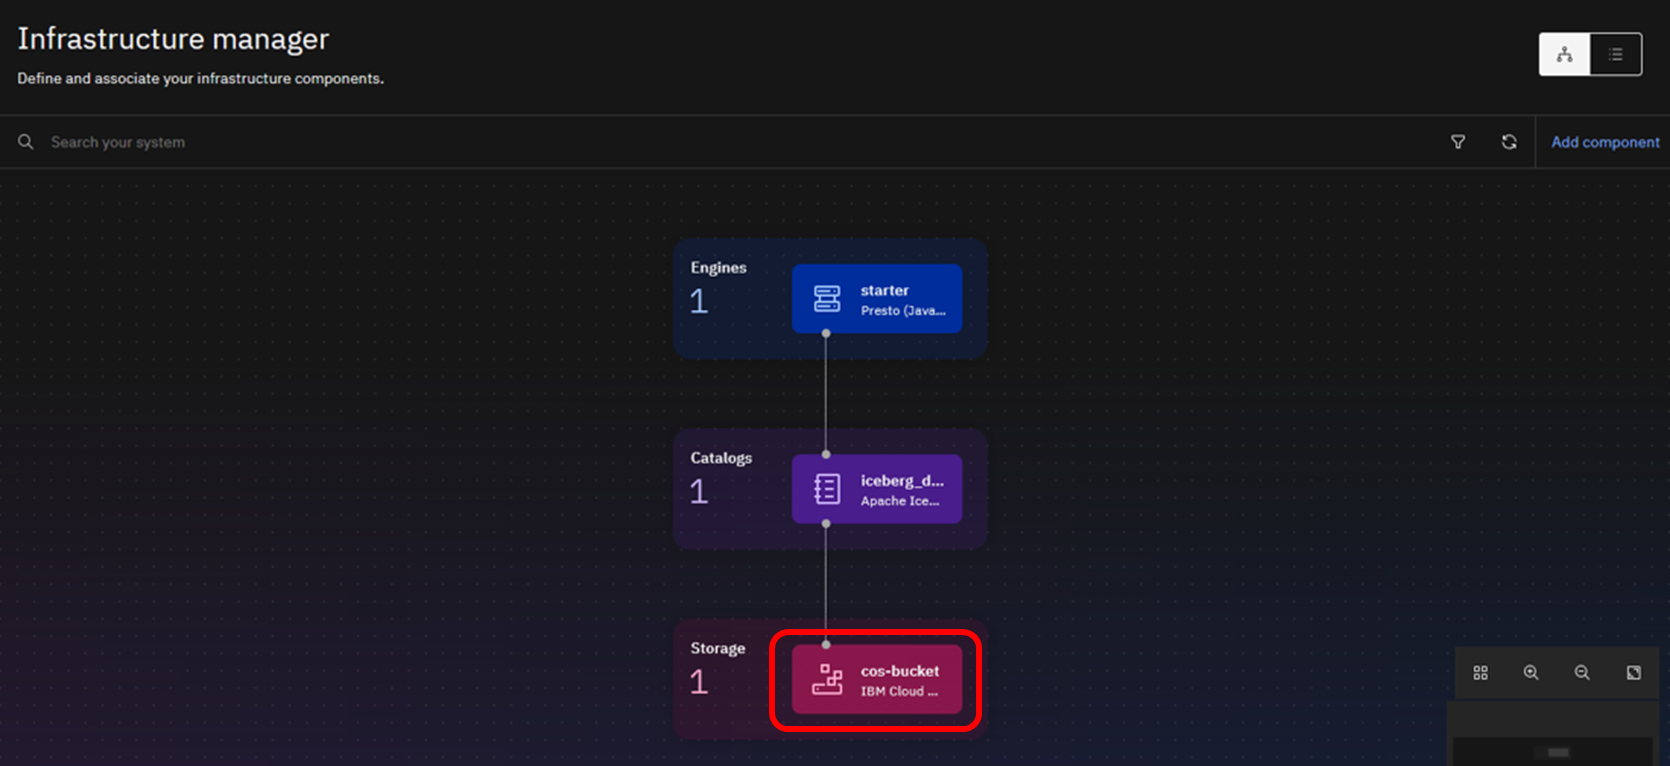 Infrastructure manager
Define and associate your infrastructure components.
Search your system
Add component
Engines
1
starter
Presto (Java...
Catalogs
1
iceberg_d...
Apache Ice...
Storage
1
cos-bucket
IBM Cloud ...